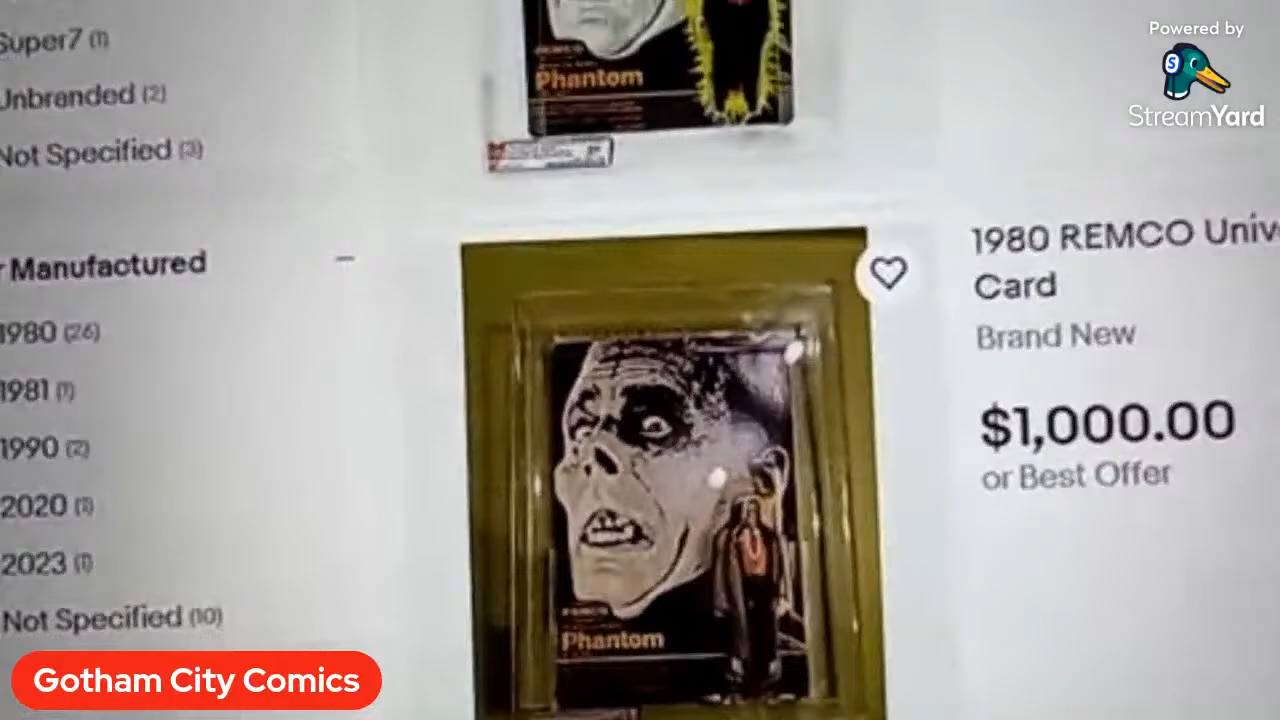 Super7 (1)
Unbranded (2)
Not Specified (3)
Manufactured
1980 (26)
1981 (1)
1990 (2)
2020 (1)
2023 (1)
Not Specified (10)
Phantom
REMCO
Phantom
1980 REMCO Univ
Card
Brand New
$1,000.00
or Best Offer
Powered by
StreamYard
Gotham City Comics